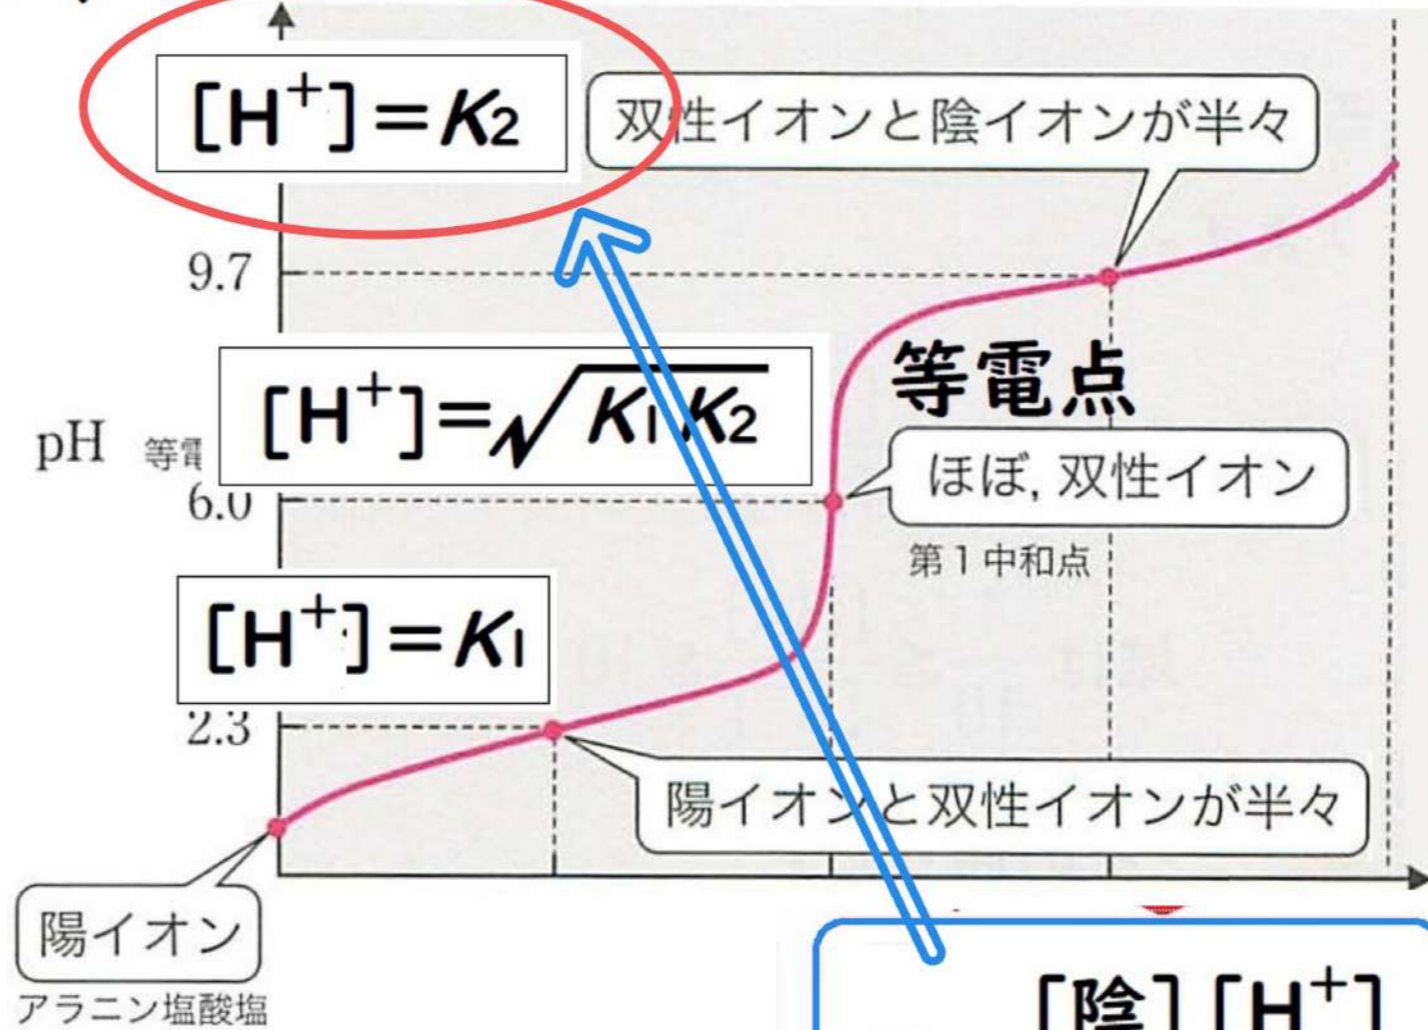 [H⁺]=K₂
双性イオンと陰イオンが半々
9.7
[H⁺]=√K₁K₂
等電点
pH 等電
ほぼ, 双性イオン
6.0
第1中和点
[H⁺]=K₁
2.3
陽イオンと双性イオンが半々
陽イオン
アラニン塩酸塩
[陰][H⁺]